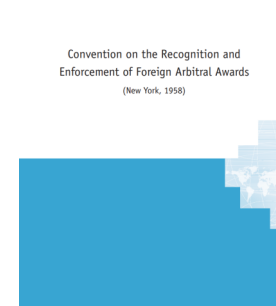 Convention on the Recognition and
Enforcement of Foreign Arbitral Awards
(New York, 1958)